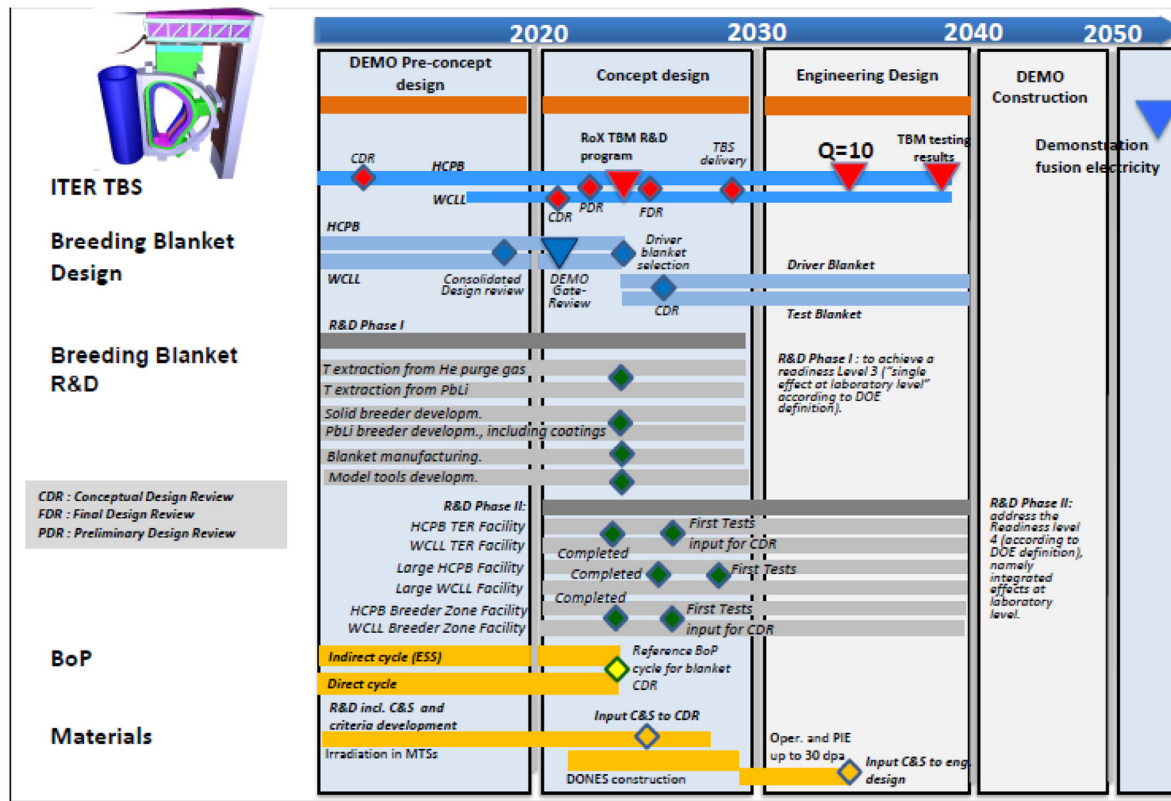 2020
2030
2040
2050
DEMO Pre-concept
design
Concept design
Engineering Design
DEMO
Construction
Demonstration
fusion electricity
ITER TBS
CDR
HCPB
WCLL
RoX TBM R&D
program
TBS
delivery
CDR
PDR
FDR
Q=10
TBM testing
results
Breeding Blanket
Design
HCPB
WCLL
Consolidated
Design review
DEMO
Gate-
Review
Driver
blanket
selection
CDR
Driver Blanket
Test Blanket
Breeding Blanket
R&D
R&D Phase I
T extraction from He purge gas
T extraction from PbLi
Solid breeder developm.
PbLi breeder developm., including coatings
Blanket manufacturing.
Model tools developm.
R&D Phase I : to achieve a
readiness Level 3 (“single
effect at laboratory level”
according to DOE
definition).
CDR : Conceptual Design Review
FDR : Final Design Review
PDR : Preliminary Design Review
R&D Phase II:
HCPB TER Facility
WCLL TER Facility
Large HCPB Facility
Large WCLL Facility
HCPB Breeder Zone Facility
WCLL Breeder Zone Facility
First Tests
input for CDR
Completed
Completed
First Tests
Completed
First Tests
input for CDR
R&D Phase II:
address the
Readiness level
4 (according to
DOE definition),
namely
integrated
effects at
laboratory
level.
BoP
Indirect cycle (ESS)
Direct cycle
Reference BoP
cycle for blanket
CDR
Materials
R&D incl. C&S and
criteria development
Irradiation in MTSs
Input C&S to CDR
DONES construction
Oper. and PIE
up to 30 dpa
Input C&S to eng.
design